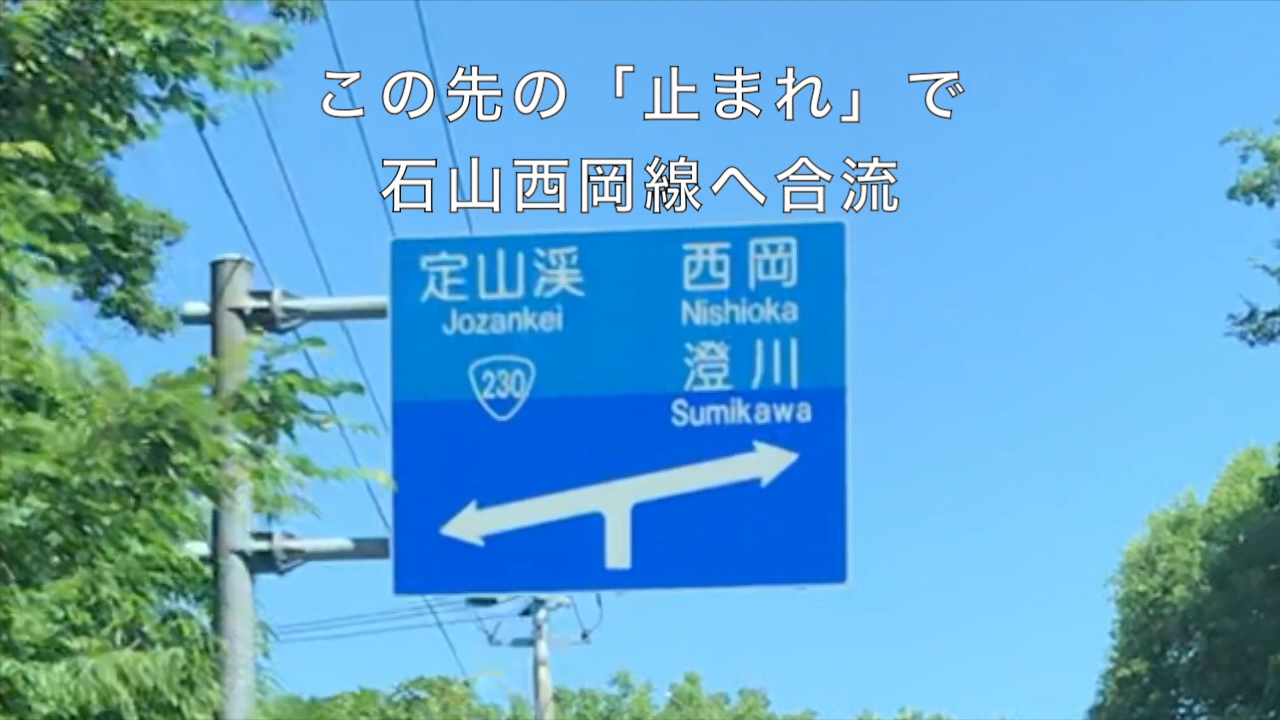 この先の「止まれ」で
石山西岡線へ合流
定山渓
Jozankei
230
西岡
Nishioka
澄川
Sumikawa